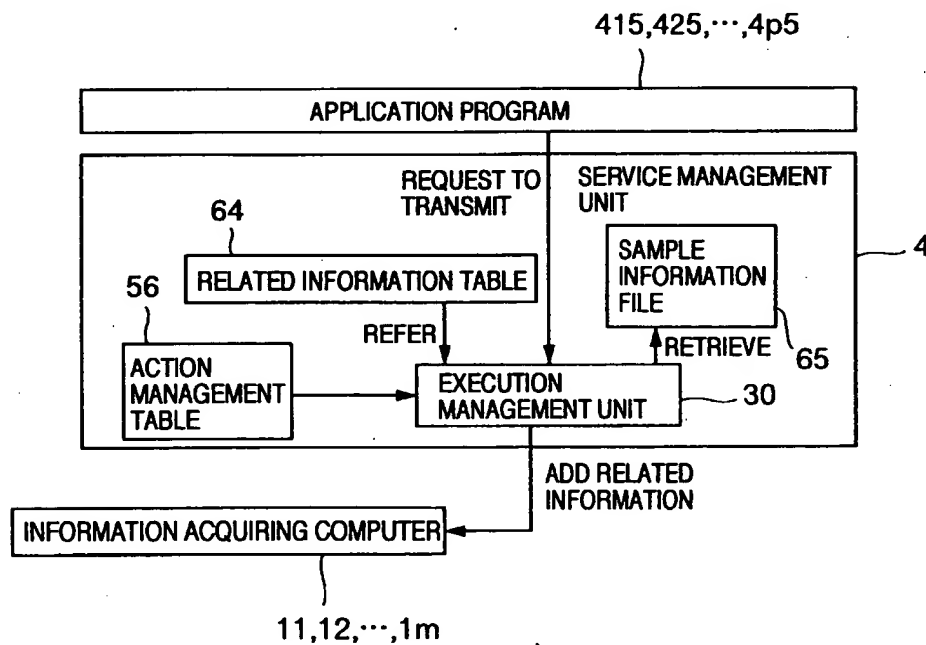 415,425,···,4p5
APPLICATION PROGRAM
REQUEST TO
TRANSMIT
SERVICE MANAGEMENT
UNIT
64
RELATED INFORMATION TABLE
SAMPLE
INFORMATION
FILE
4
56
REFER
RETRIEVE
65
ACTION
MANAGEMENT
TABLE
EXECUTION
MANAGEMENT UNIT
30
ADD RELATED
INFORMATION
INFORMATION ACQUIRING COMPUTER
11,12,···,1m